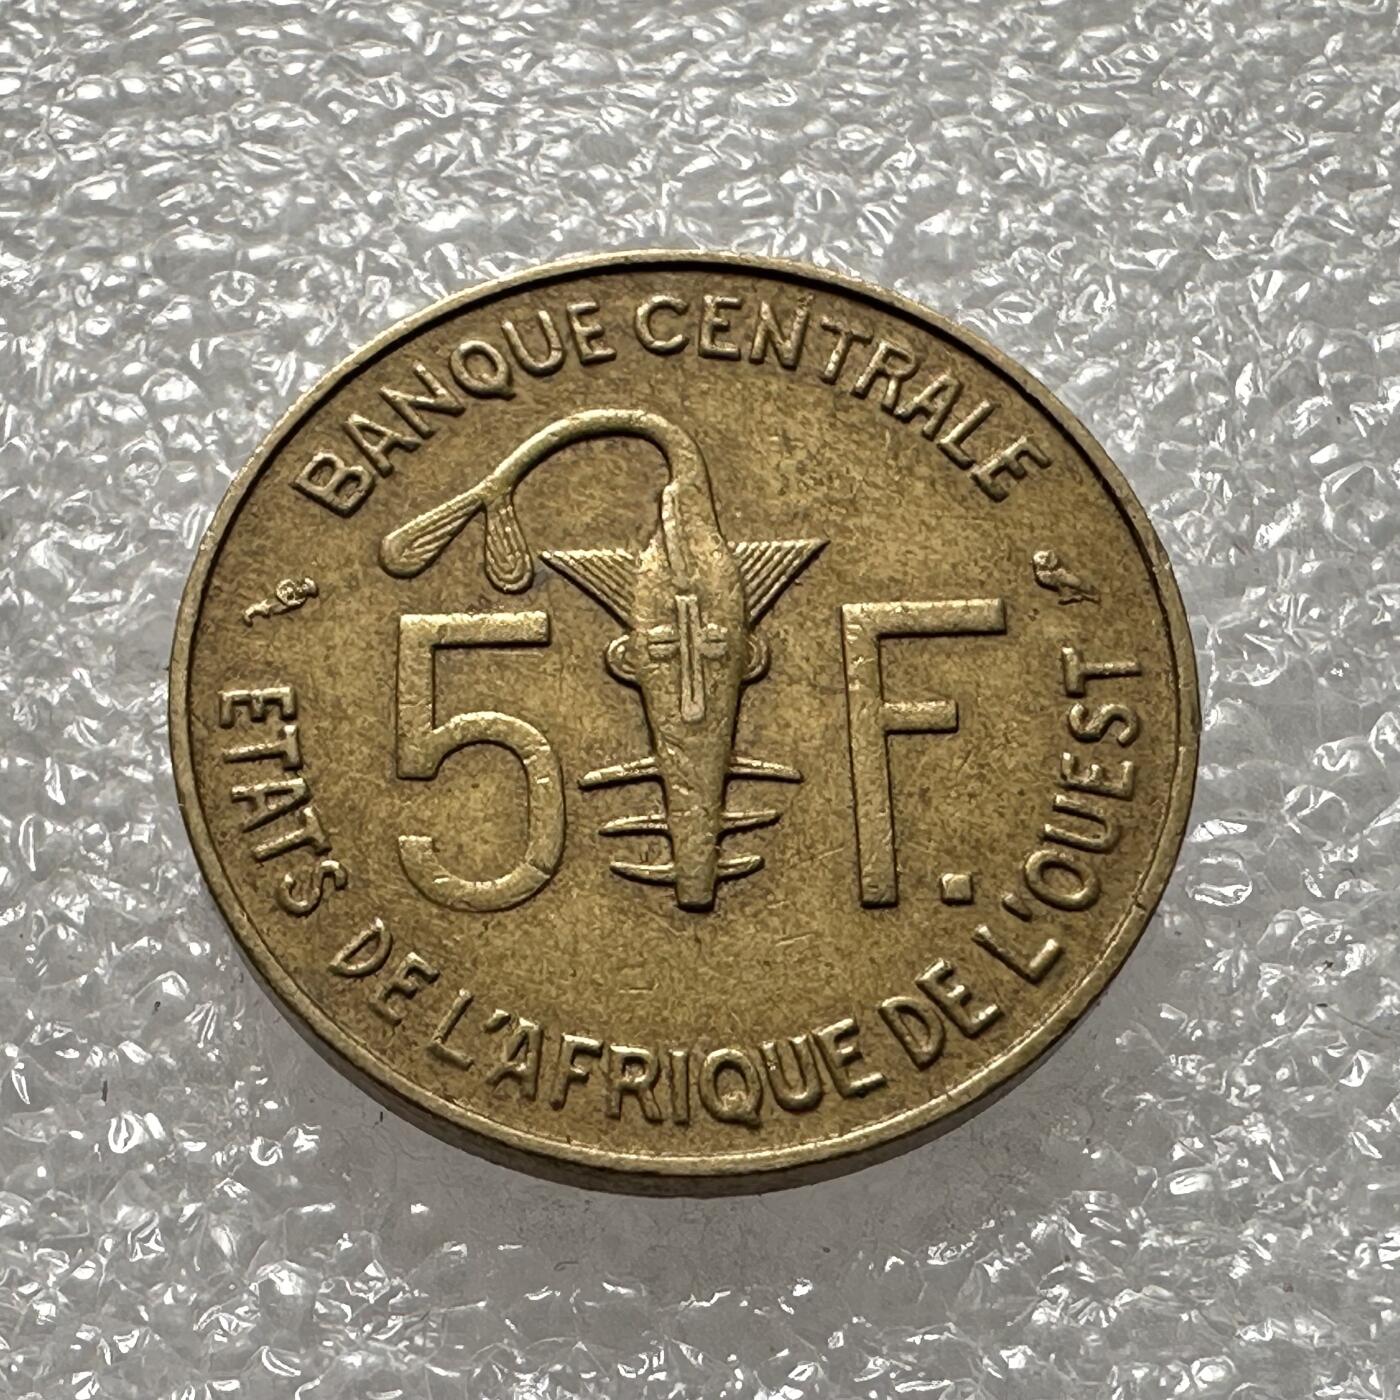 BANQUE CENTRALE
5 F.
ETATS DE L'AFRIQUE DE L'OUEST